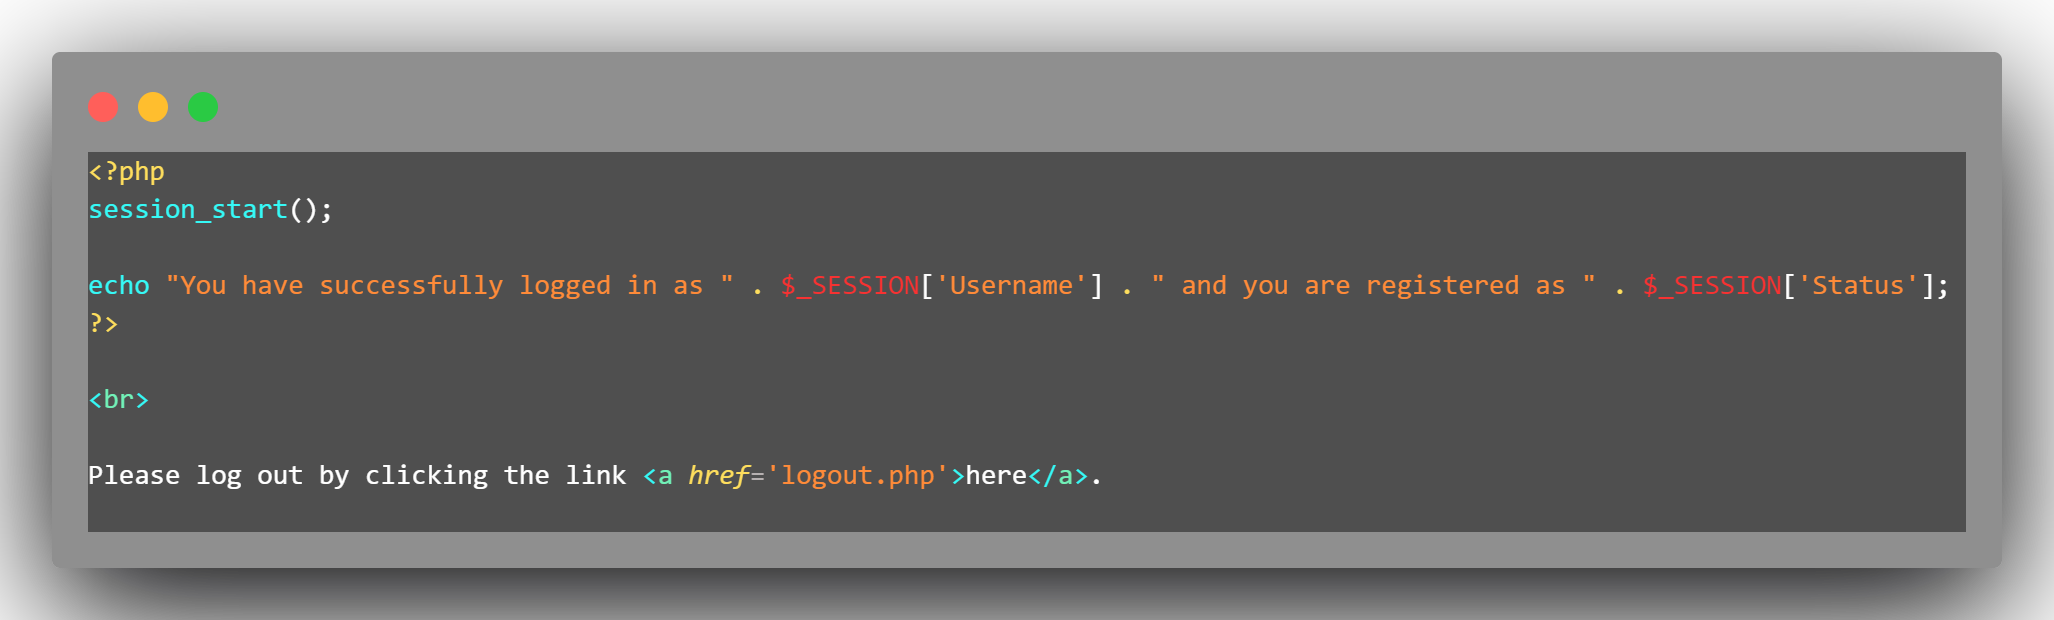 <?php
session_start();
echo "You have successfully logged in as " . $_SESSION['Username'] . " and you are registered as " . $_SESSION['Status'];
?>
<br>
Please log out by clicking the link <a href='logout.php'>here</a>.